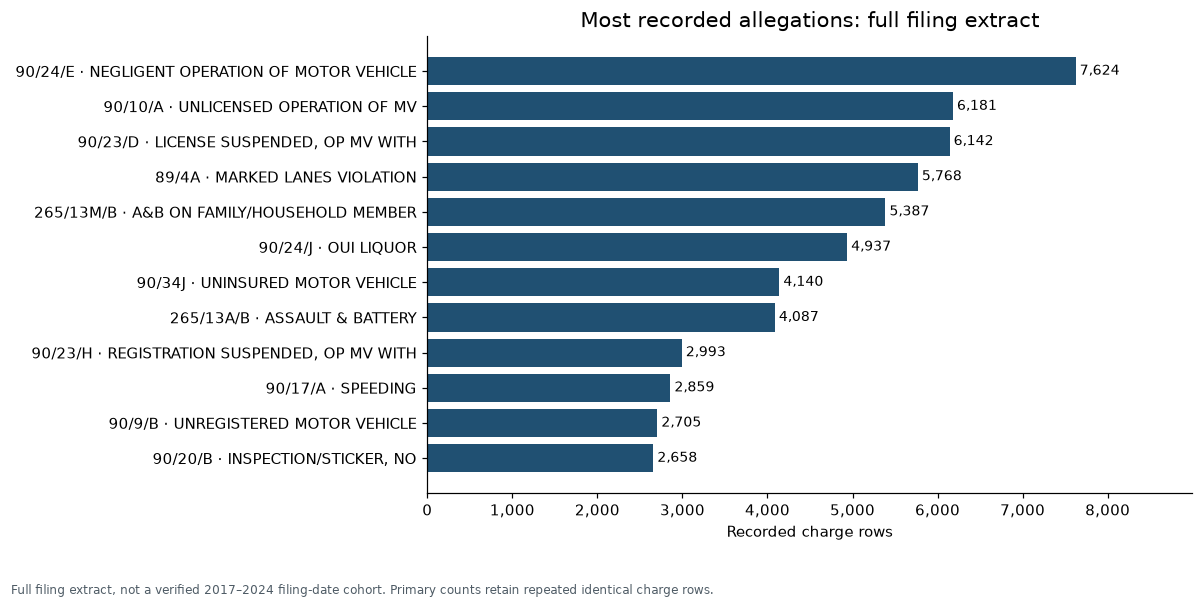 Most recorded allegations: full filing extract
90/24/E · NEGLIGENT OPERATION OF MOTOR VEHICLE 7,624
90/10/A · UNLICENSED OPERATION OF MV 6,181
90/23/D · LICENSE SUSPENDED, OP MV WITH 6,142
89/4A · MARKED LANES VIOLATION 5,768
265/13M/B · A&B ON FAMILY/HOUSEHOLD MEMBER 5,387
90/24/J · OUI LIQUOR 4,937
90/34J · UNINSURED MOTOR VEHICLE 4,140
265/13A/B · ASSAULT & BATTERY 4,087
90/23/H · REGISTRATION SUSPENDED, OP MV WITH 2,993
90/17/A · SPEEDING 2,859
90/9/B · UNREGISTERED MOTOR VEHICLE 2,705
90/20/B · INSPECTION/STICKER, NO 2,658
0 1,000 2,000 3,000 4,000 5,000 6,000 7,000 8,000
Recorded charge rows
Full filing extract, not a verified 2017–2024 filing-date cohort. Primary counts retain repeated identical charge rows.